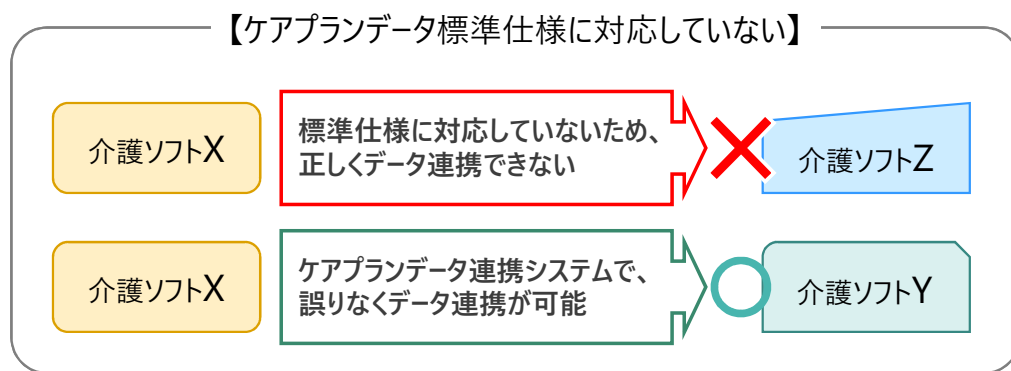 【ケアプランデータ標準仕様に対応していない】
介護ソフトX
標準仕様に対応していないため、
正しくデータ連携できない
介護ソフトZ
介護ソフトX
ケアプランデータ連携システムで、
誤りなくデータ連携が可能
介護ソフトY